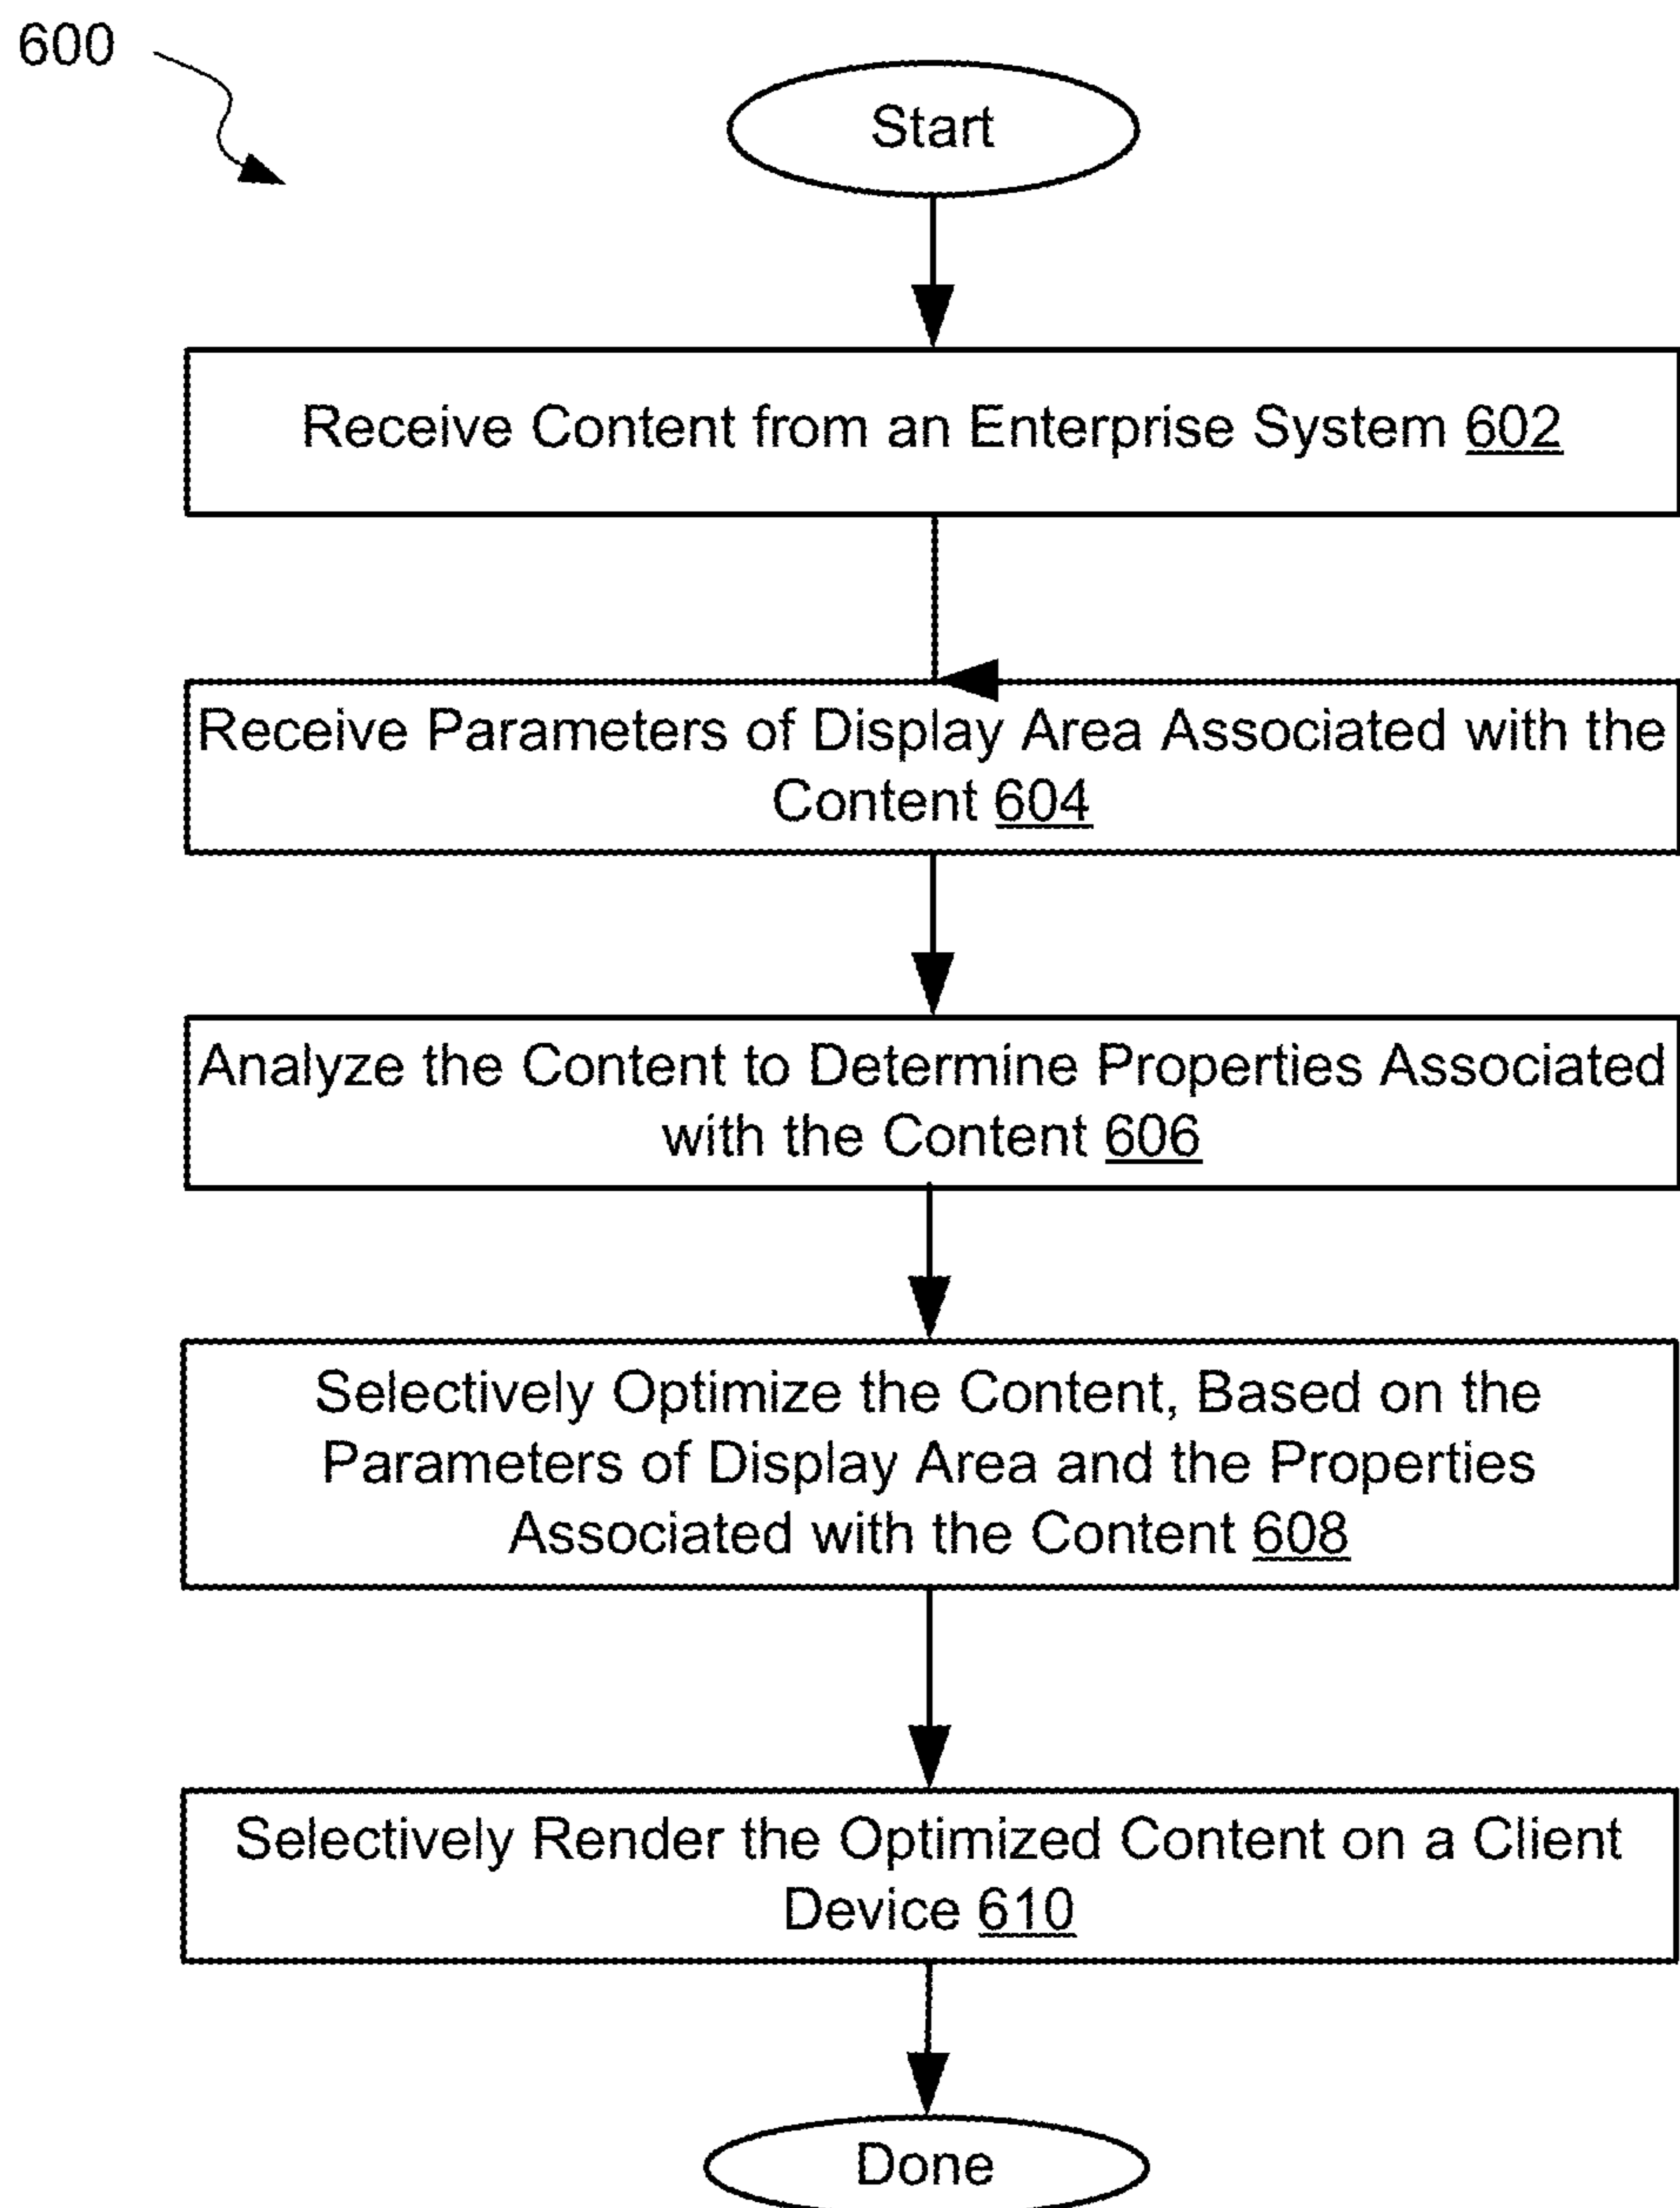 600
Start
Receive Content from an Enterprise System 602
Receive Parameters of Display Area Associated with the
Content 604
Analyze the Content to Determine Properties Associated
with the Content 606
Selectively Optimize the Content, Based on the
Parameters of Display Area and the Properties
Associated with the Content 608
Selectively Render the Optimized Content on a Client
Device 610
Done